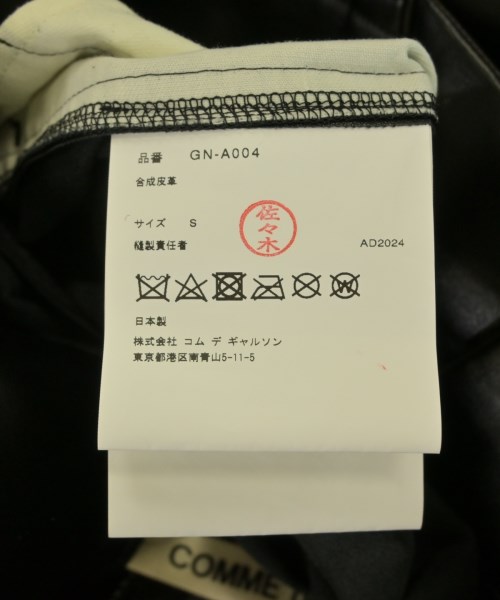 品番 GN-A004
合成皮革
サイズ S
縫製責任者 佐々木 AD2024
日本製
株式会社 コム デ ギャルソン
東京都港区南青山5-11-5
COMME